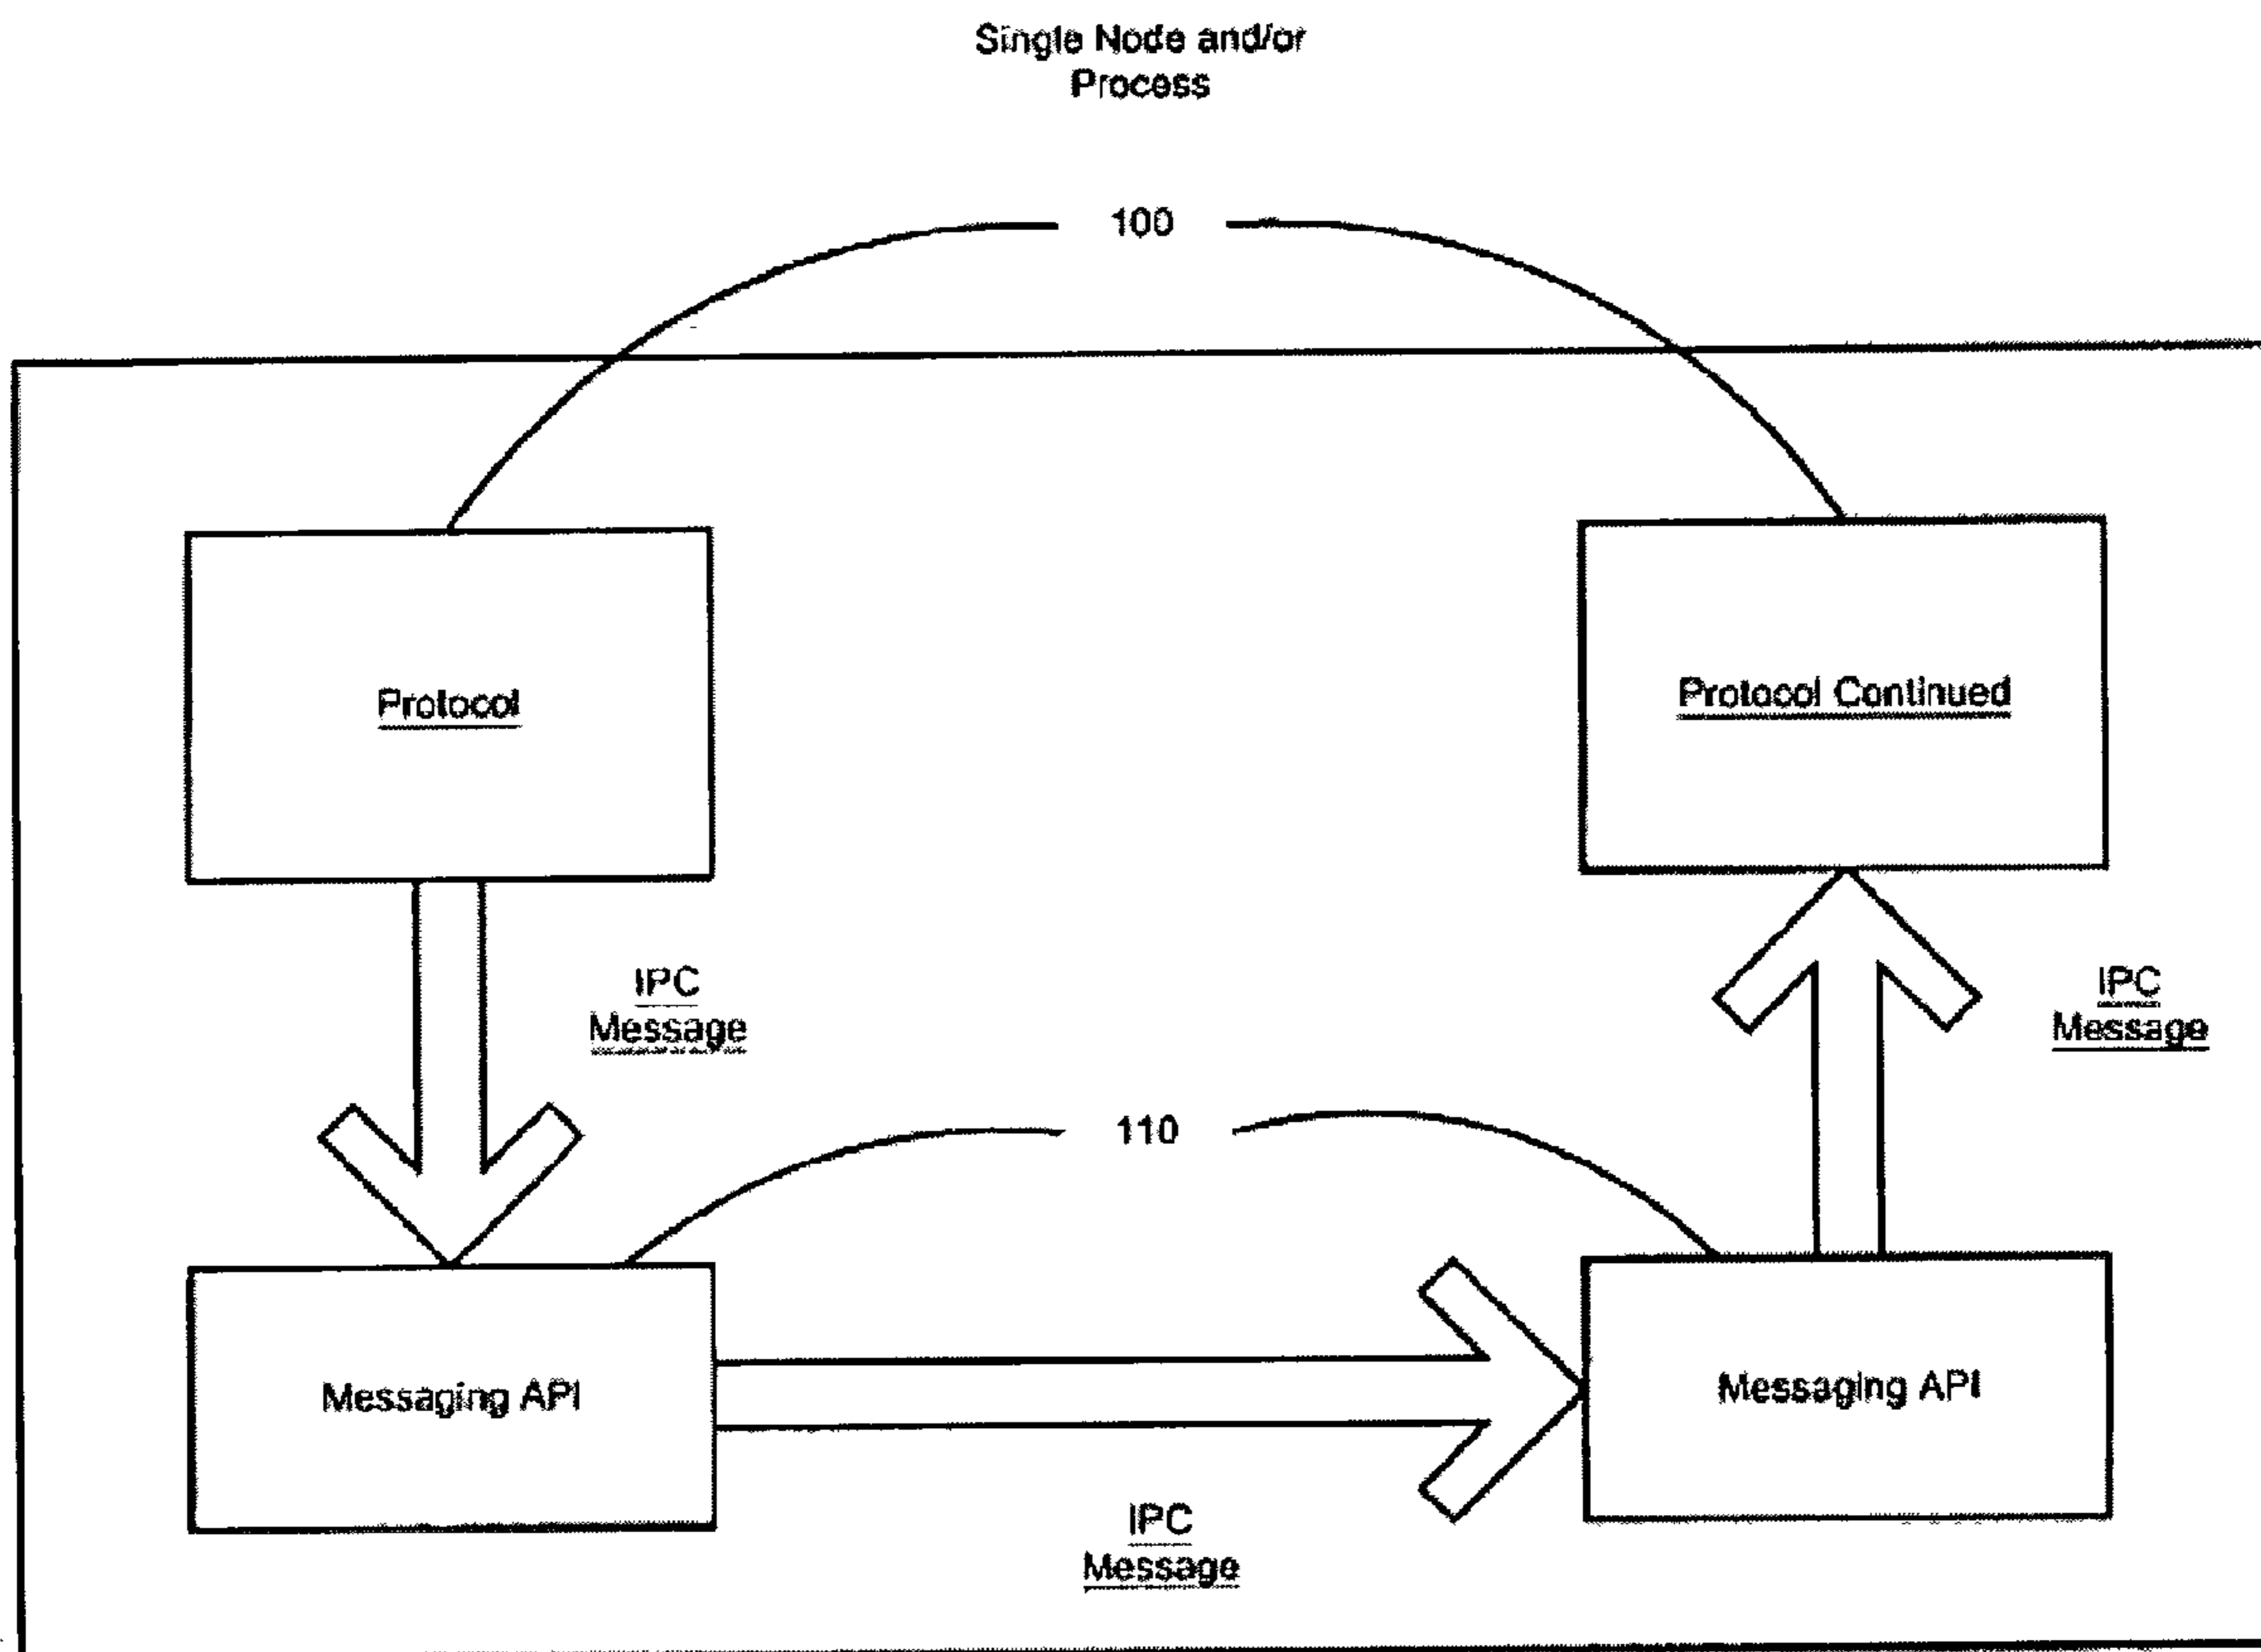 Single Node and/or
Process
100
Protocol
Protocol Continued
IPC
Message
IPC
Message
110
Messaging API
Messaging API
IPC
Message